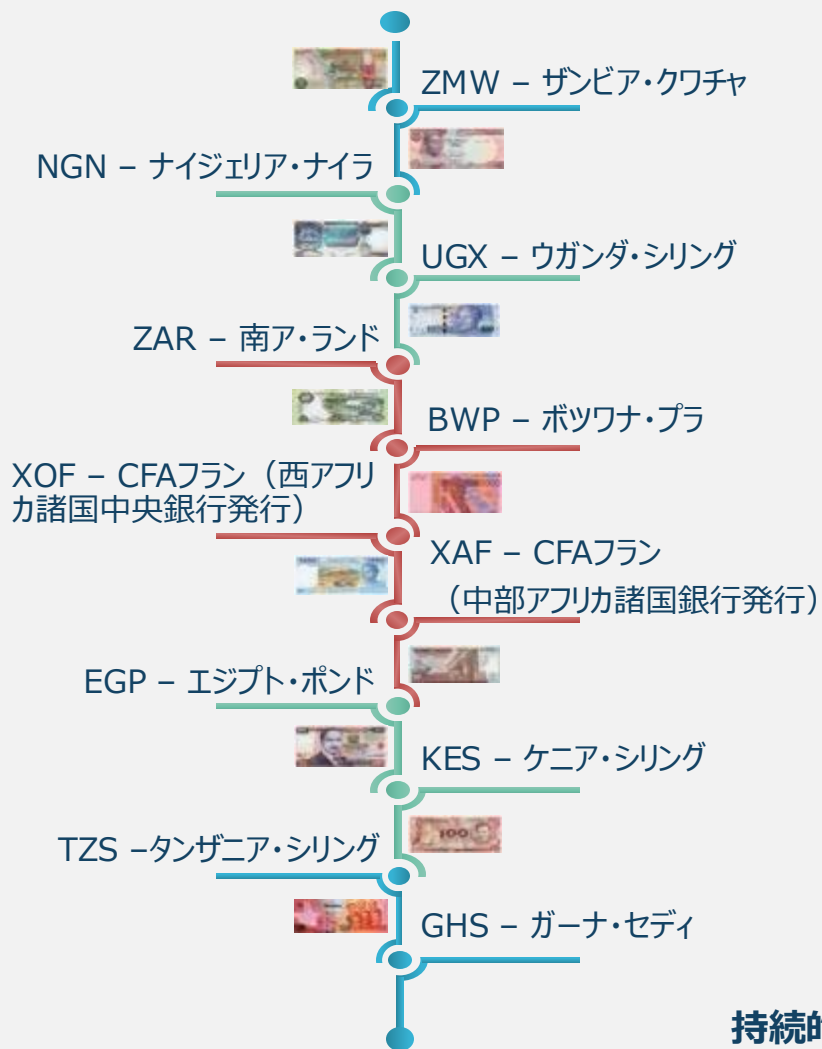 ZMW – ザンビア・クワチャ
NGN – ナイジェリア・ナイラ
UGX – ウガンダ・シリング
ZAR – 南ア・ランド
BWP – ボツワナ・プラ
XOF – CFAフラン（西アフリ
カ諸国中央銀行発行）
XAF – CFAフラン
（中部アフリカ諸国銀行発行）
EGP – エジプト・ポンド
KES – ケニア・シリング
TZS –タンザニア・シリング
100
GHS – ガーナ・セディ
持続的